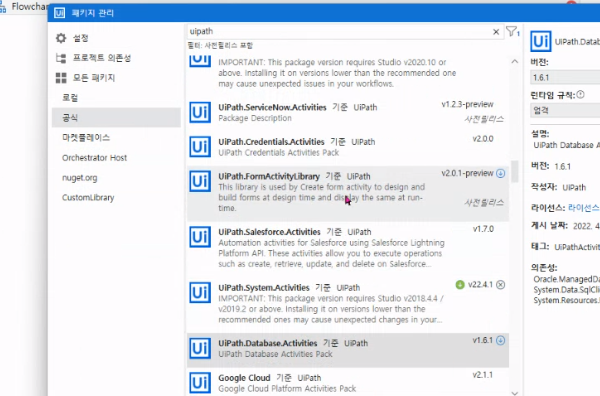 Flowchar
Ui 패키지 관리
설정
프로젝트 의존성
모든 패키지
로컬
공식
마켓플레이스
Orchestrator Host
nuget.org
CustomLibrary
uipath
필터: 사전릴리스 포함
IMPORTANT: This package version requires Studio v2020.10 or
above. Installing it on versions lower than the recommended one
may cause unexpected issues in your workflows.
Ui UiPath.ServiceNow.Activities 기준 UiPath v1.2.3-preview
Package Description 사전릴리스
Ui UiPath.Credentials.Activities 기준 UiPath v2.0.0
UiPath Credentials Activities Pack
Ui UiPath.FormActivityLibrary 기준 UiPath v2.0.1-preview
This library is used by Create form activity to design and
build forms at design time and display the same at run-
time.
사전릴리스
Ui UiPath.Salesforce.Activities 기준 UiPath v1.7.0
Automation activities for Salesforce using Salesforce Lightning
Platform API. These activities allow you to execute operations
such as create, retrieve, update, and delete on Salesforce...
Ui UiPath.System.Activities 기준 UiPath v22.4.1
IMPORTANT: This package version requires Studio v2018.4.4 /
v2019.2 or above. Installing it on versions lower than the
recommended ones may cause unexpected changes in your...
Ui UiPath.Database.Activities 기준 UiPath v1.6.1
UiPath Database Activities Pack
Ui Google Cloud 기준 UiPath v2.1.1
Google Cloud Platform Activities Pack
Ui UiPath.Datab
버전:
1.6.1
런타임 규칙:
엄격
설명:
UiPath Database A
버전: 1.6.1
작성자: UiPath
라이선스: 라이선스
게시 날짜: 2022. 4
태그: UiPathActivit
의존성:
Oracle.ManagedDa
System.Data.SqlClie
System.Resources.